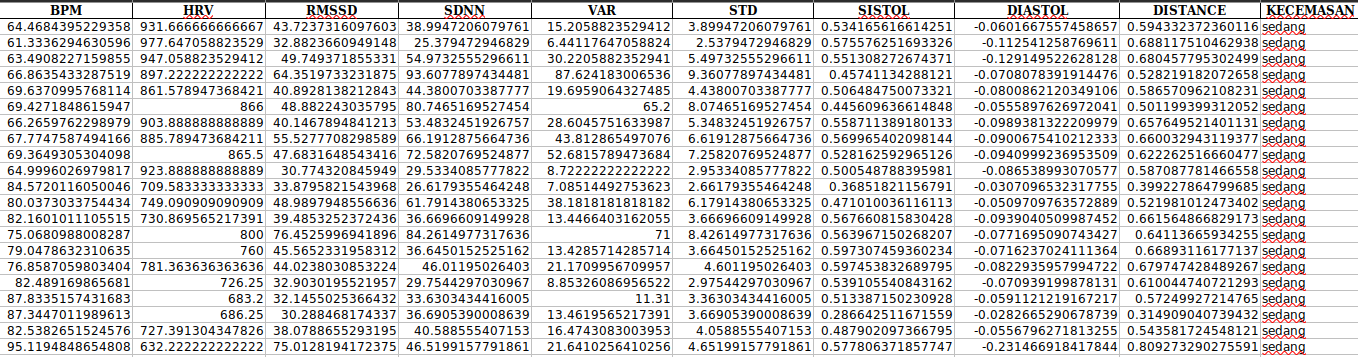 BPM HRV RMSSD SDNN VAR STD SISTOL DIASTOL DISTANCE KECEMASAN
64.4684395229358 931.666666666667 43.7237316097603 38.9947206079761 15.2058823529412 3.89947206079761 0.534165616614251 -0.0601667557458657 0.594332372360116 sedang
61.3336294630596 977.647058823529 32.8823660949148 25.379472946829 6.44117647058824 2.5379472946829 0.575576251693326 -0.112541258769611 0.688117510462938 sedang
63.4908227159855 947.058823529412 49.749371855331 54.9732555296611 30.2205882352941 5.49732555296611 0.551308272674371 -0.129149522628128 0.680457795302499 sedang
66.8635433287519 897.222222222222 64.3519733231875 93.6077897434481 87.624183006536 9.36077897434481 0.45741134288121 -0.0708078391914476 0.528219182072658 sedang
69.6371099576811​4 861.578947368421 40.8928138212843 44.3800703387777 19.6959064327485 4.43800703387777 0.506484750073321 -0.0800862120349106 0.586570962108231 sedang
69.4271848615947 866 48.882243035795 80.7465169527454 65.2 8.07465169527454 0.445609636614848 -0.0555897626972041 0.501199399312052 sedang
66.2659762298979 903.888888888889 40.1467894841213 53.4832451926757 28.6045751633987 5.34832451926757 0.558711389180133 -0.0989381322209979 0.657649521401131 sedang
67.7747587494166 885.789473684211 55.5277708298589 66.1912875664736 43.812865497076 6.61912875664736 0.569965402098144 -0.0900675410212333 0.660032943119377 sedang
69.3649305304098 865.5 47.6831648543416 72.5820769524877 52.6815789473684 7.25820769524877 0.528162592965126 -0.0940999236953509 0.622262516660477 sedang
64.9996026979817 923.888888888889 30.774320845949 29.5334085777822 8.72222222222222 2.95334085777822 0.500548788395981 -0.086538993070577 0.587087781466558 sedang
84.5720116050046 709.583333333333 33.8795821543968 26.6179355464248 7.08514492753623 2.66179355464248 0.36851821156791 -0.0307096532317755 0.399227864799685 sedang
80.0373033754434 749.090909090909 48.9897948556636 61.7914380653325 38.1818181818182 6.17914380653325 0.471010036116113 -0.0509709763572889 0.521981012473402 sedang
82.1601011105515 730.869565217391 39.4853252372436 36.6696609149928 13.4466403162055 3.66696609149928 0.567660815830428 -0.0939040509987452 0.661564866829173 sedang
75.0680988008287 800 76.4525996941896 84.2614977317636 71 8.42614977317636 0.563967150268207 -0.0771695090743427 0.64113665934255 sedang
79.0478632310635 760 45.5652331958312 36.6450152525162 13.4285714285714 3.66450152525162 0.597307459360234 -0.0716237024111364 0.66893116177137 sedang
76.8587059803404 781.363636363636 44.0238030853224 46.01195026403 21.1709956709957 4.601195026403 0.597453832689795 -0.0822935957994722 0.679747428489267 sedang
82.489169865681 726.25 32.9030195521957 29.7544297030967 8.85326086956522 2.97544297030967 0.539105540843162 -0.070939199878131 0.610044740721293 sedang
87.8335157431683 683.2 32.1455025366432 33.6303434416005 11.31 3.36303434416005 0.513387150230928 -0.0591121219167217 0.57249927214765 sedang
87.3447011989613 686.25 30.288468174337 36.6905390008639 13.4619565217391 3.66905390008639 0.286642511671559 -0.0282665290678739 0.314909040739432 sedang
82.5382651524576 727.391304347826 38.0788655293195 40.588555407153 16.4743083003953 4.0588555407153 0.487902097366795 -0.0556796271813255 0.543581724548121 sedang
95.1194848654808 632.222222222222 75.0128194172375 46.5199157791861 21.6410256410256 4.65199157791861 0.577806371857747 -0.231466918417844 0.809273290275591 sedang